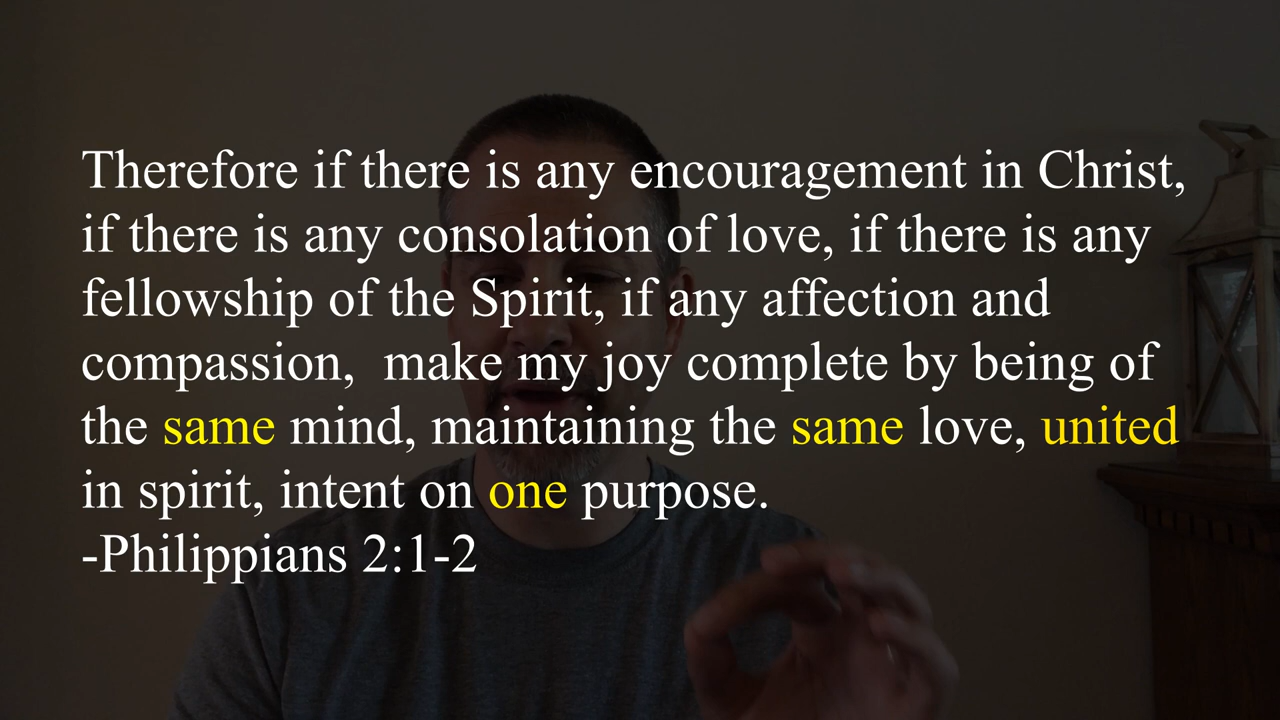 Therefore if there is any encouragement in Christ,
if there is any consolation of love, if there is any
fellowship of the Spirit, if any affection and
compassion,  make my joy complete by being of
the same mind, maintaining the same love, united
in spirit, intent on one purpose.
-Philippians 2:1-2